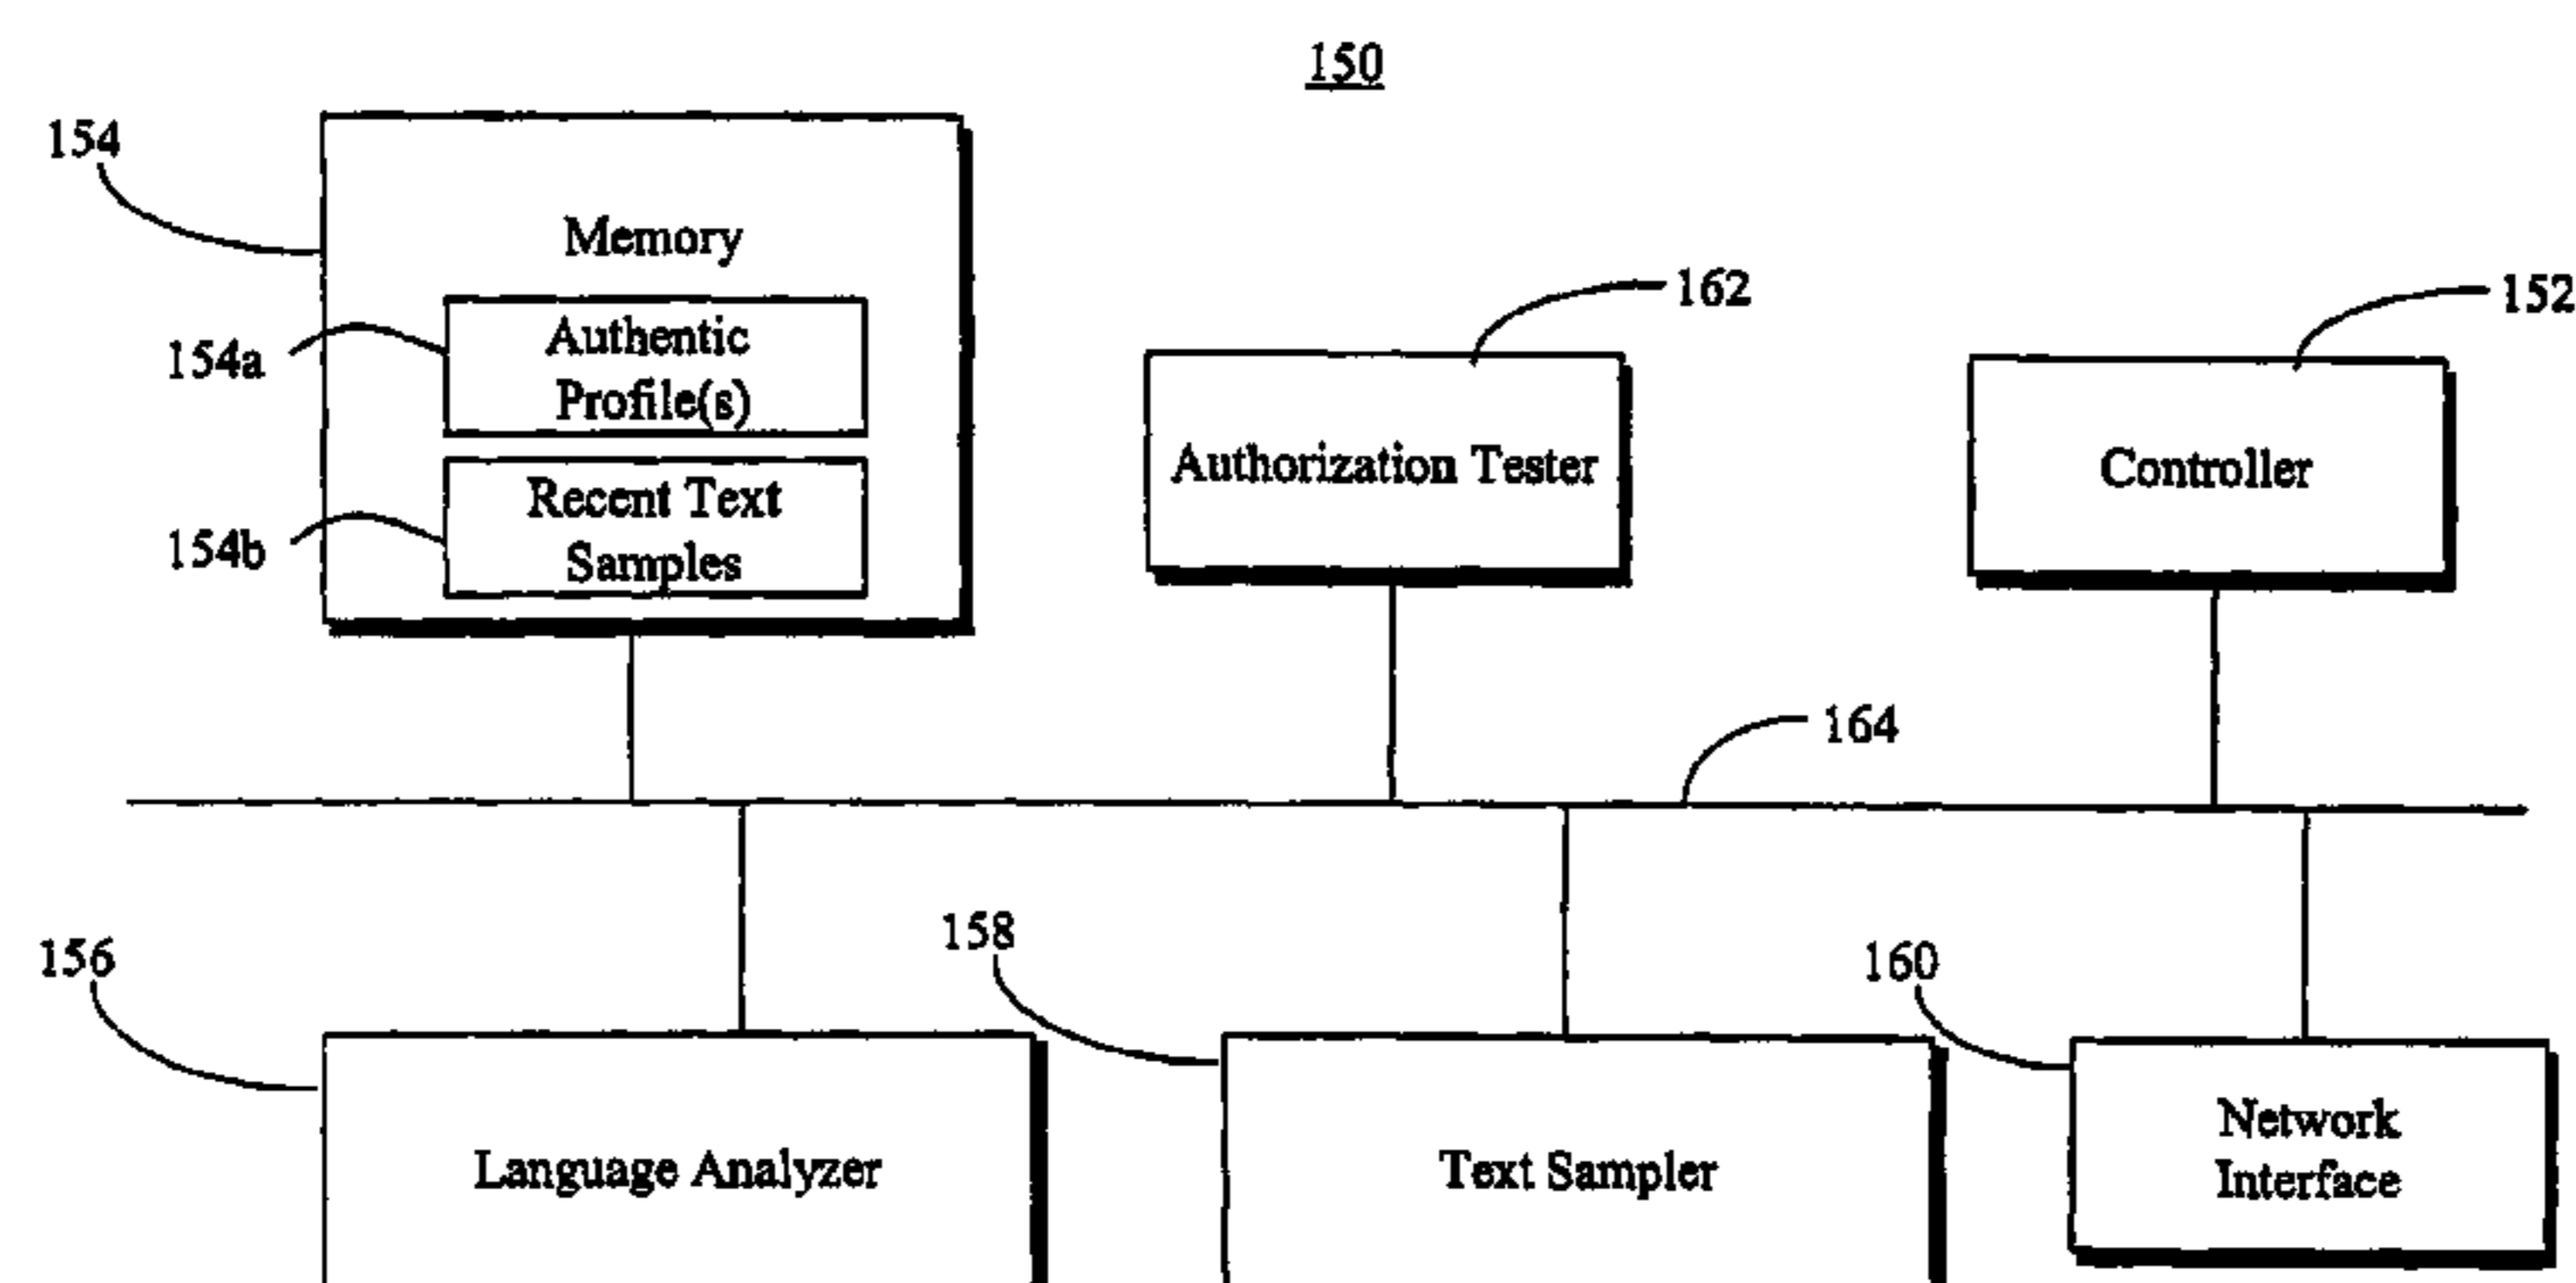 150
154
Memory
154a
Authentic
Profile(s)
154b
Recent Text
Samples
162
Authorization Tester
152
Controller
164
156
Language Analyzer
158
Text Sampler
160
Network
Interface